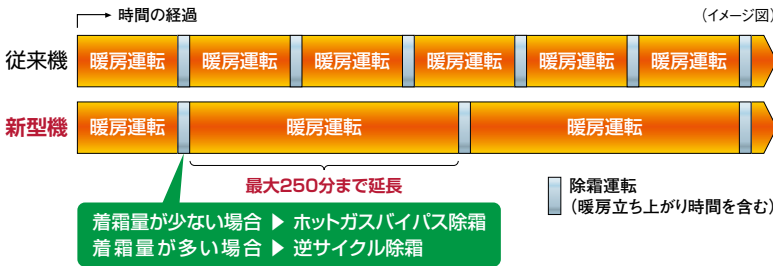 時間の経過
(イメージ図)
従来機 暖房運転 暖房運転 暖房運転 暖房運転 暖房運転 暖房運転
新型機 暖房運転 暖房運転 暖房運転
最大250分まで延長
除霜運転
(暖房立ち上がり時間を含む)
着霜量が少ない場合 ▶ ホットガスバイパス除霜
着霜量が多い場合 ▶ 逆サイクル除霜